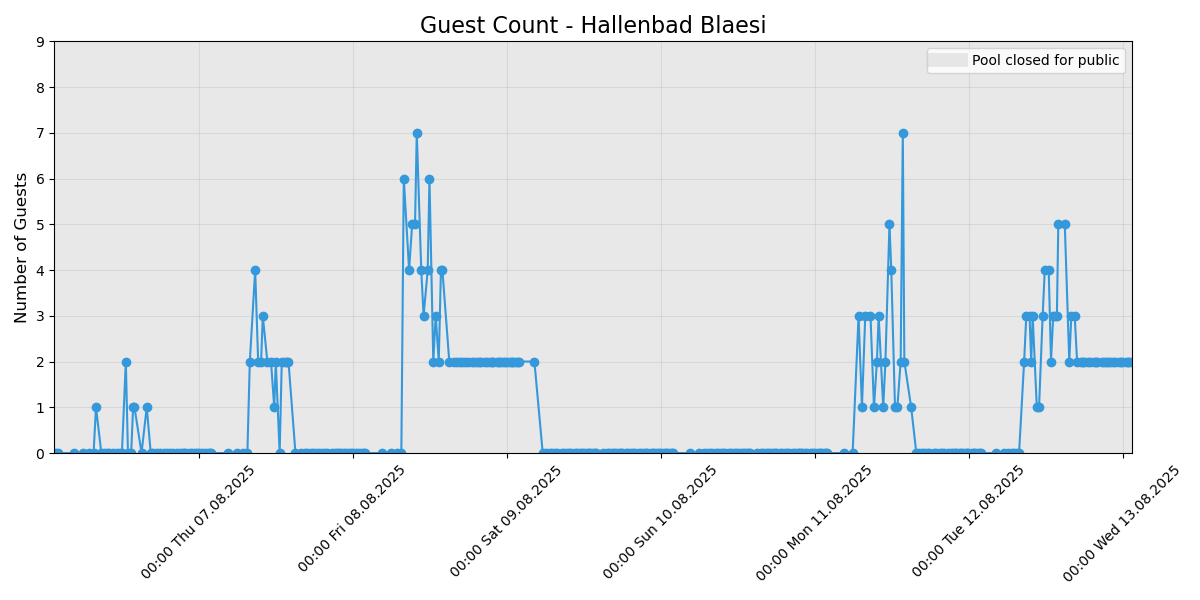 Guest Count - Hallenbad Blaesi
Pool closed for public
Number of Guests
9
8
7
6
5
4
3
2
1
0
00:00 Thu 07.08.2025
00:00 Fri 08.08.2025
00:00 Sat 09.08.2025
00:00 Sun 10.08.2025
00:00 Mon 11.08.2025
00:00 Tue 12.08.2025
00:00 Wed 13.08.2025